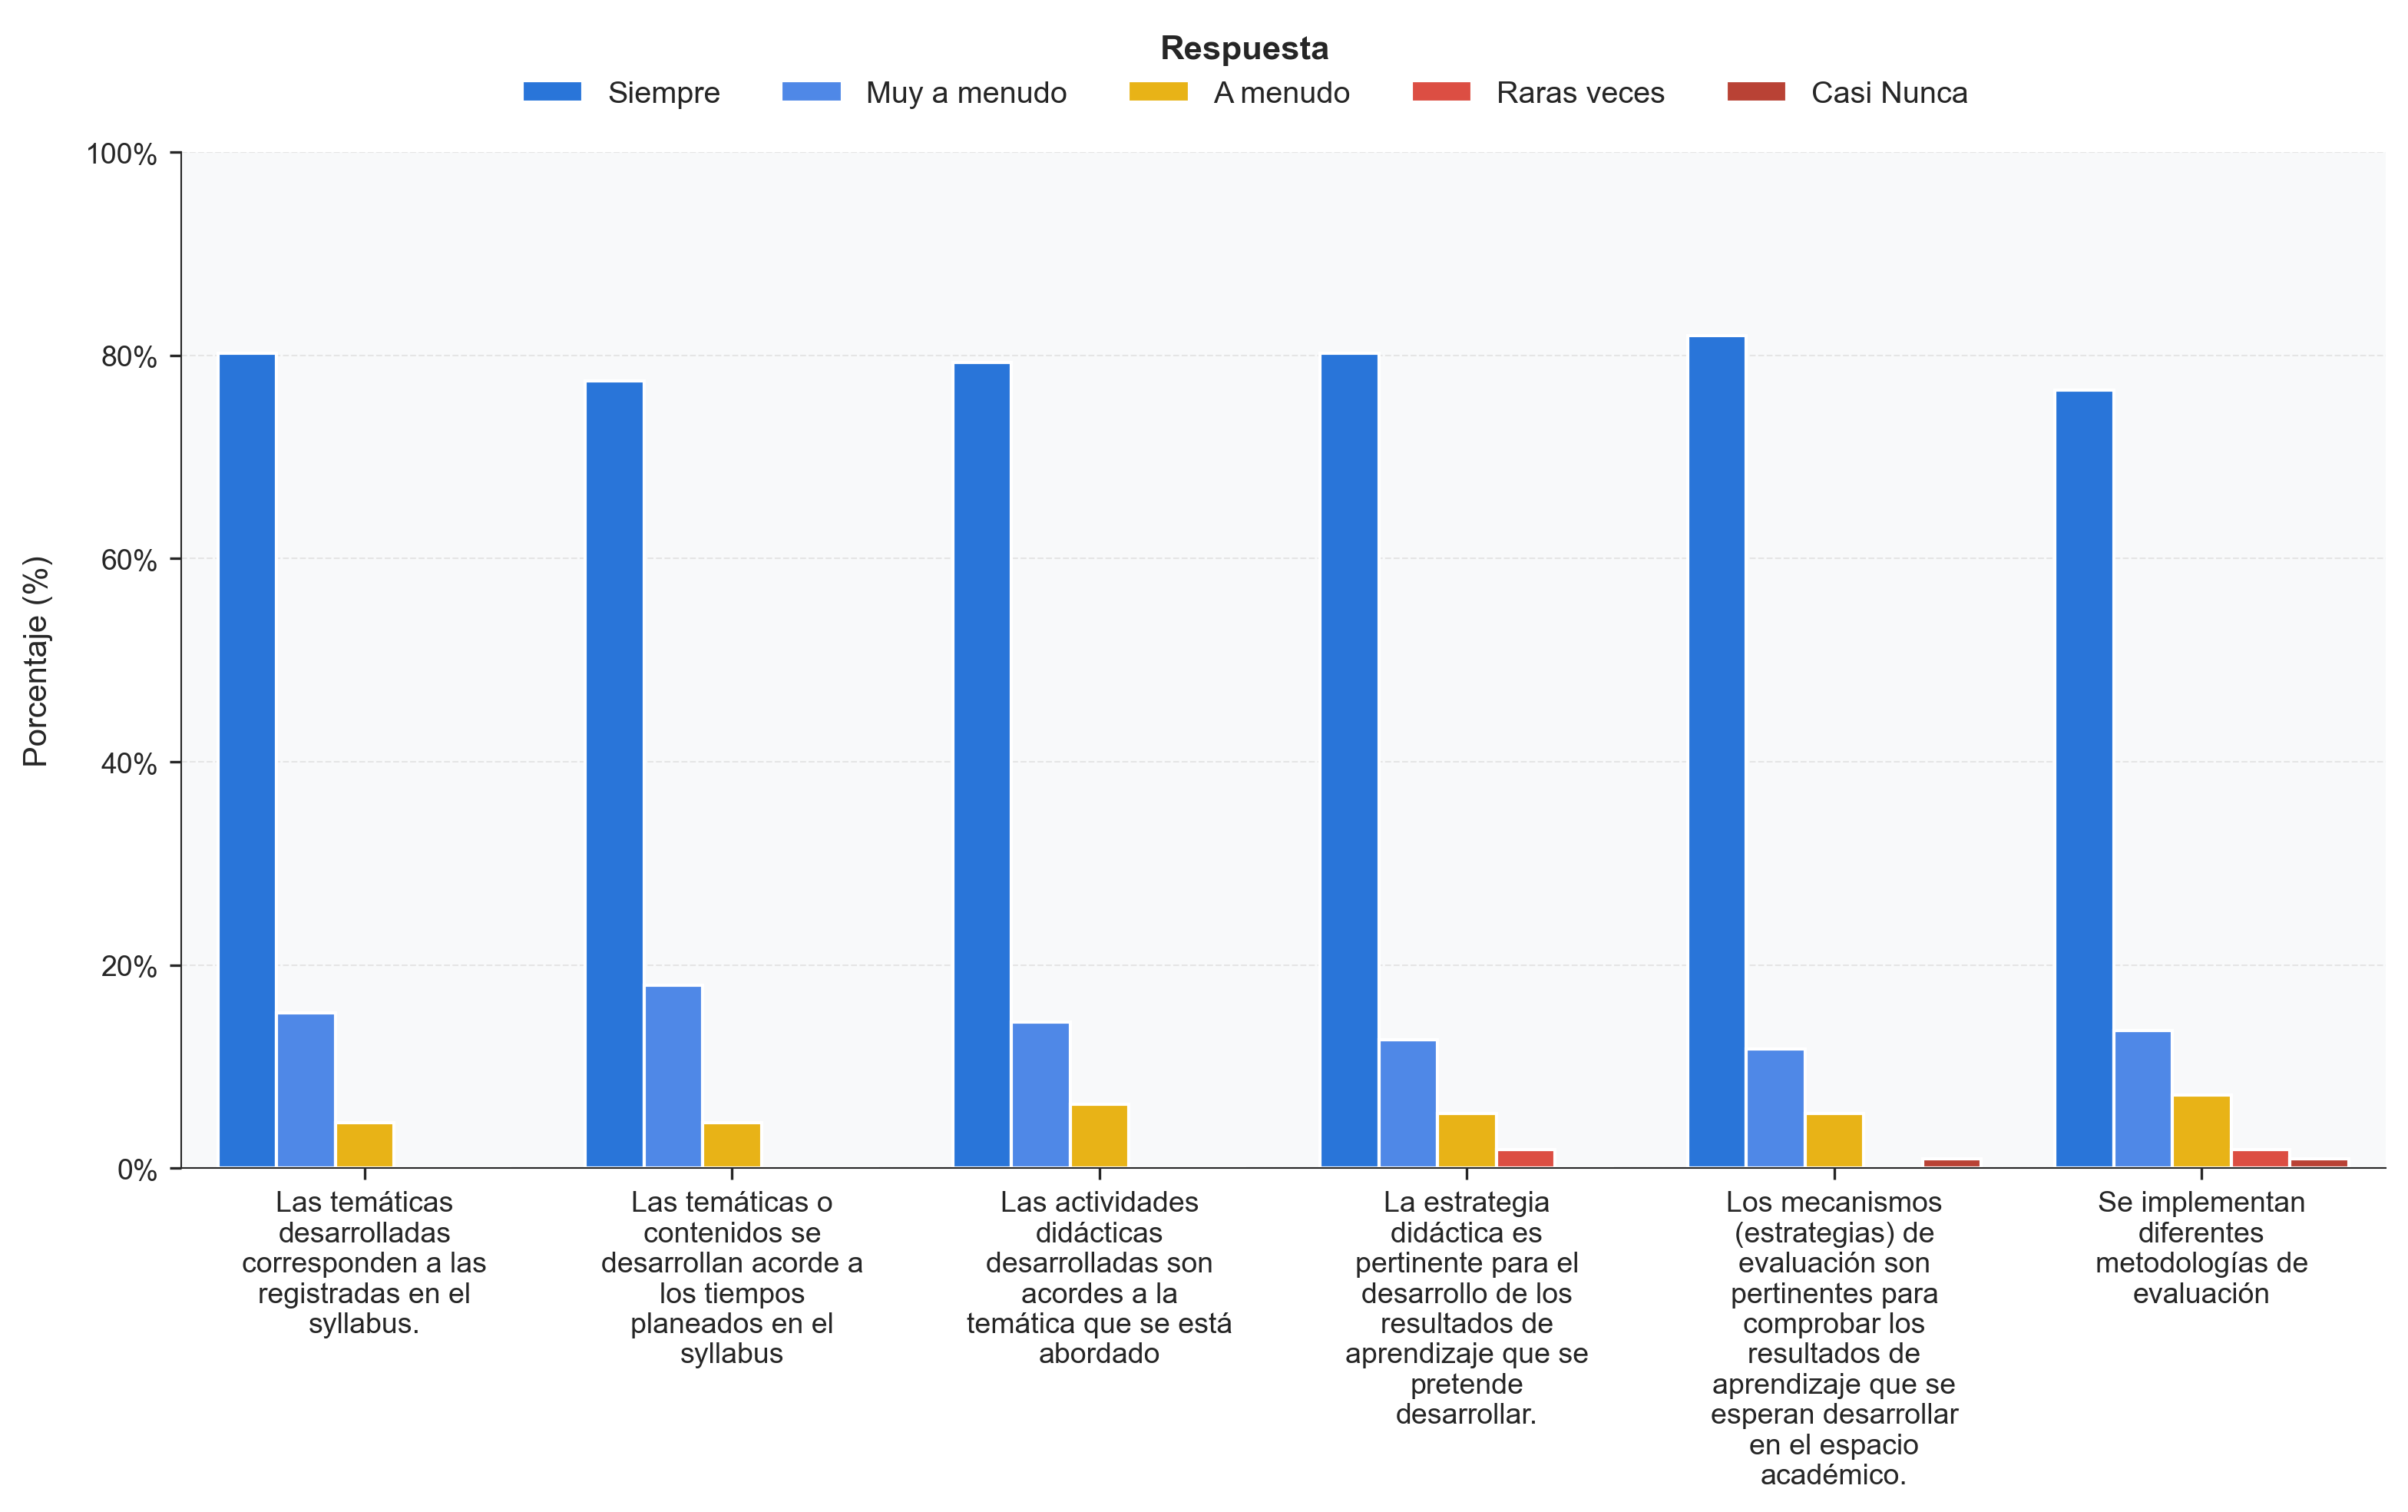 Respuesta
Siempre Muy a menudo A menudo Raras veces Casi Nunca
Porcentaje (%)
100%
80%
60%
40%
20%
0%
Las temáticas
desarrolladas
corresponden a las
registradas en el
syllabus.
Las temáticas o
contenidos se
desarrollan acorde a
los tiempos
planeados en el
syllabus
Las actividades
didácticas
desarrolladas son
acordes a la
temática que se está
abordado
La estrategia
didáctica es
pertinente para el
desarrollo de los
resultados de
aprendizaje que se
pretende
desarrollar.
Los mecanismos
(estrategias) de
evaluación son
pertinentes para
comprobar los
resultados de
aprendizaje que se
esperan desarrollar
en el espacio
académico.
Se implementan
diferentes
metodologías de
evaluación